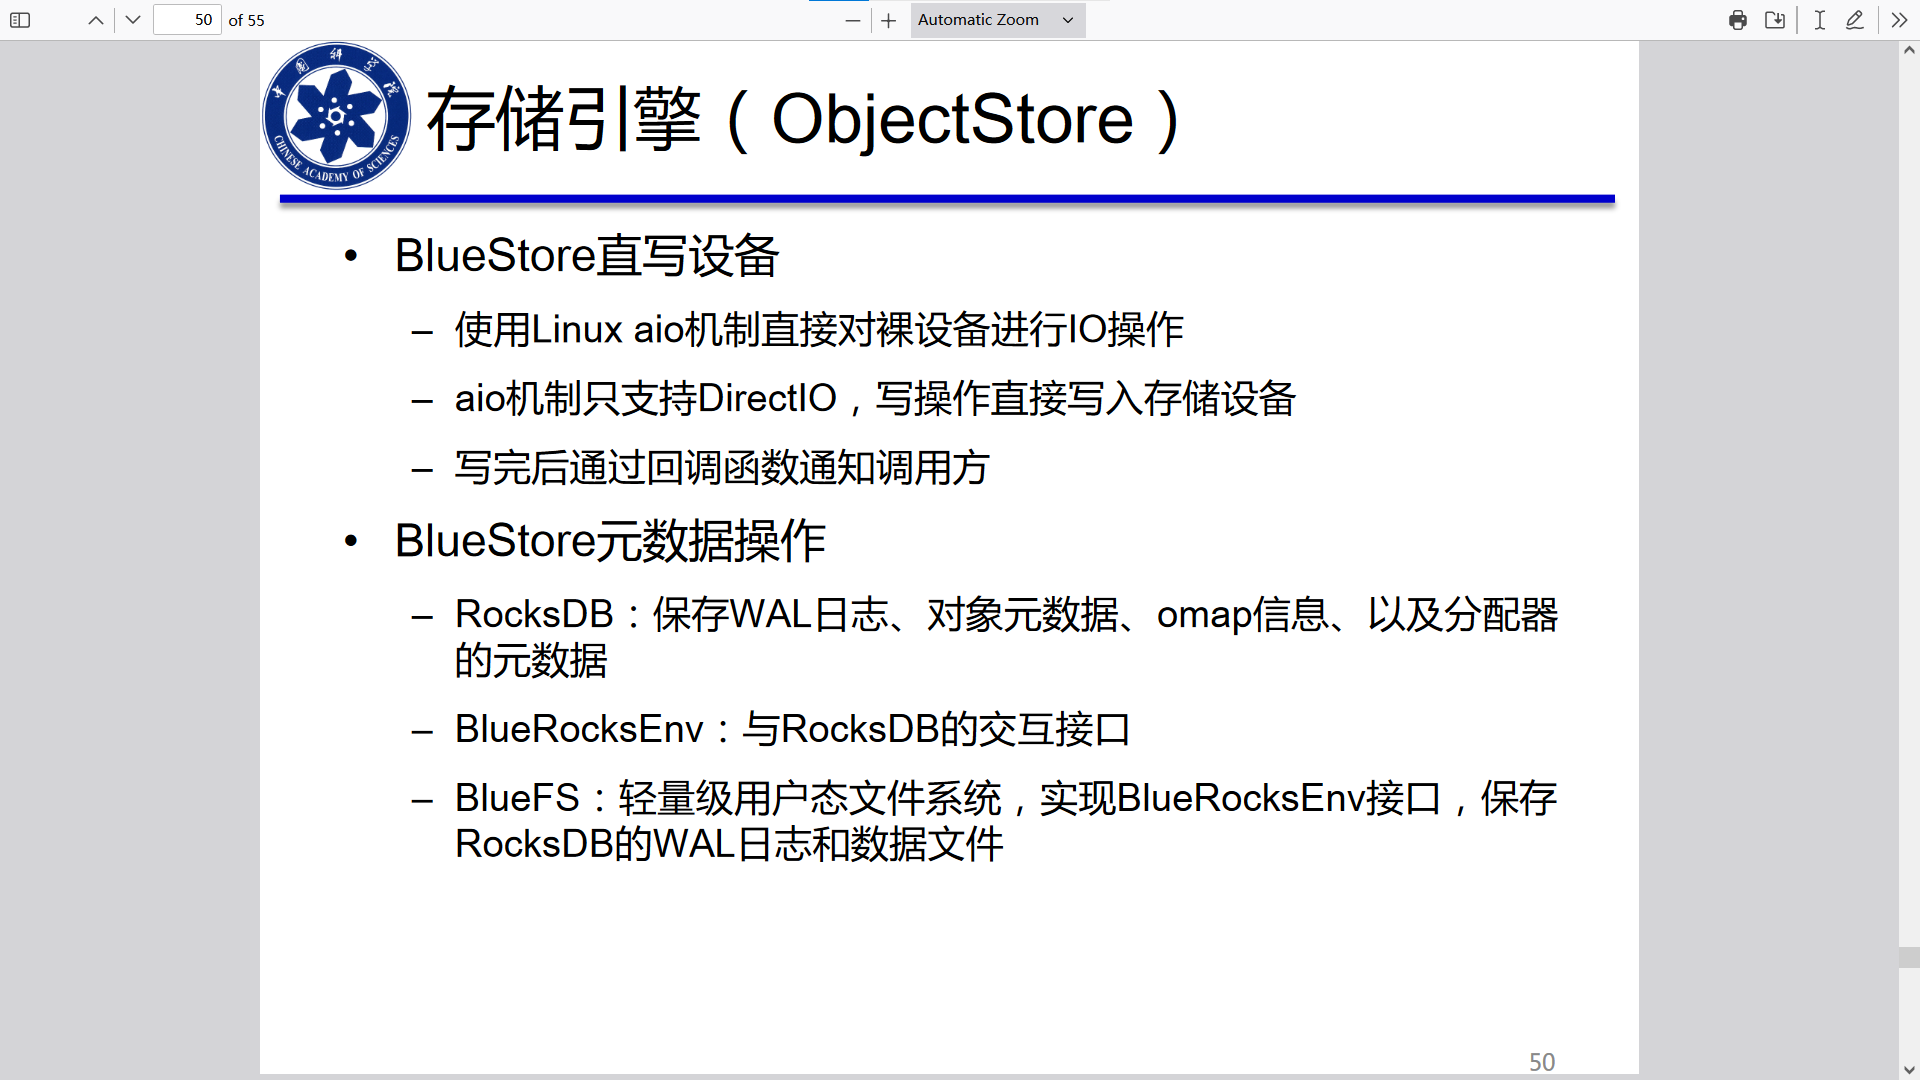 50 of 55
Automatic Zoom
中国科学院
CHINESE ACADEMY OF SCIENCES
存储引擎（ObjectStore）
• BlueStore直写设备
– 使用Linux aio机制直接对裸设备进行IO操作
– aio机制只支持DirectIO，写操作直接写入存储设备
– 写完后通过回调函数通知调用方
• BlueStore元数据操作
– RocksDB：保存WAL日志、对象元数据、omap信息、以及分配器
的元数据
– BlueRocksEnv：与RocksDB的交互接口
– BlueFS：轻量级用户态文件系统，实现BlueRocksEnv接口，保存
RocksDB的WAL日志和数据文件
50